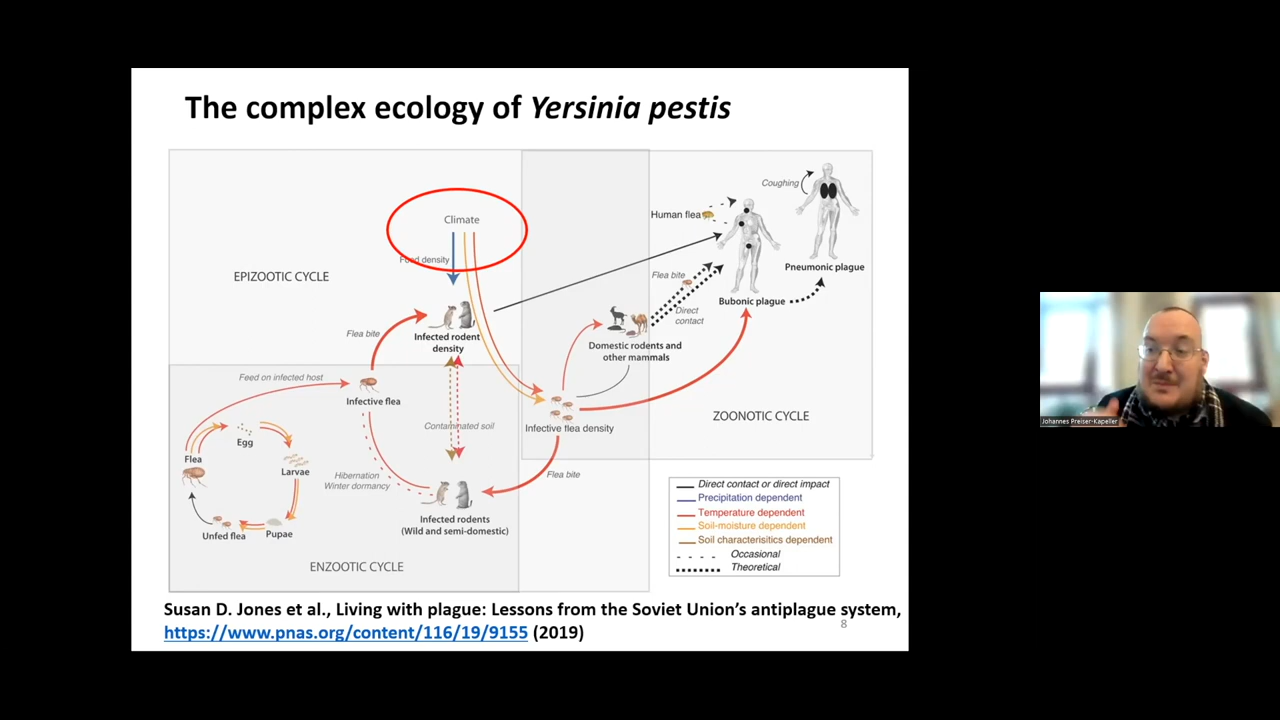 The complex ecology of Yersinia pestis
Coughing
Human flea
Climate
Food density
EPIZOOTIC CYCLE
Pneumonic plague
Flea bite
Bubonic plague
Direct
contact
Flea bite
Infected rodent
density
Domestic rodents and
other mammals
Feed on infected host
Infective flea
ZOONOTIC CYCLE
Contaminated soil
Infective flea density
Egg
Flea
Larvae
Hibernation
Winter dormancy
Flea bite
Unfed flea
Pupae
Infected rodents
(Wild and semi-domestic)
ENZOOTIC CYCLE
Direct contact or direct impact
Precipitation dependent
Temperature dependent
Soil-moisture dependent
Soil characterisitics dependent
Occasional
Theoretical
Susan D. Jones et al., Living with plague: Lessons from the Soviet Union's antiplague system,
https://www.pnas.org/content/116/19/9155 (2019)
8
Johannes Preiser-Kapeller